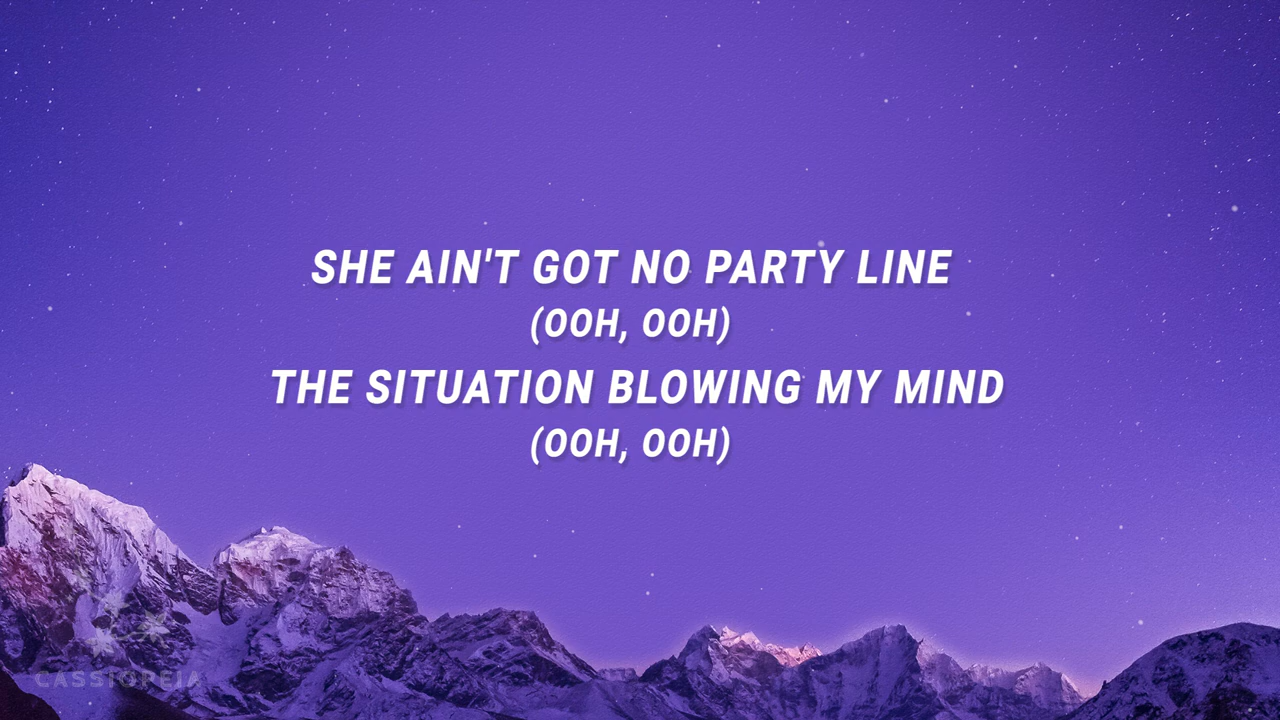 SHE AIN'T GOT NO PARTY LINE
(OOH, OOH)
THE SITUATION BLOWING MY MIND
(OOH, OOH)
CASSIOPEIA